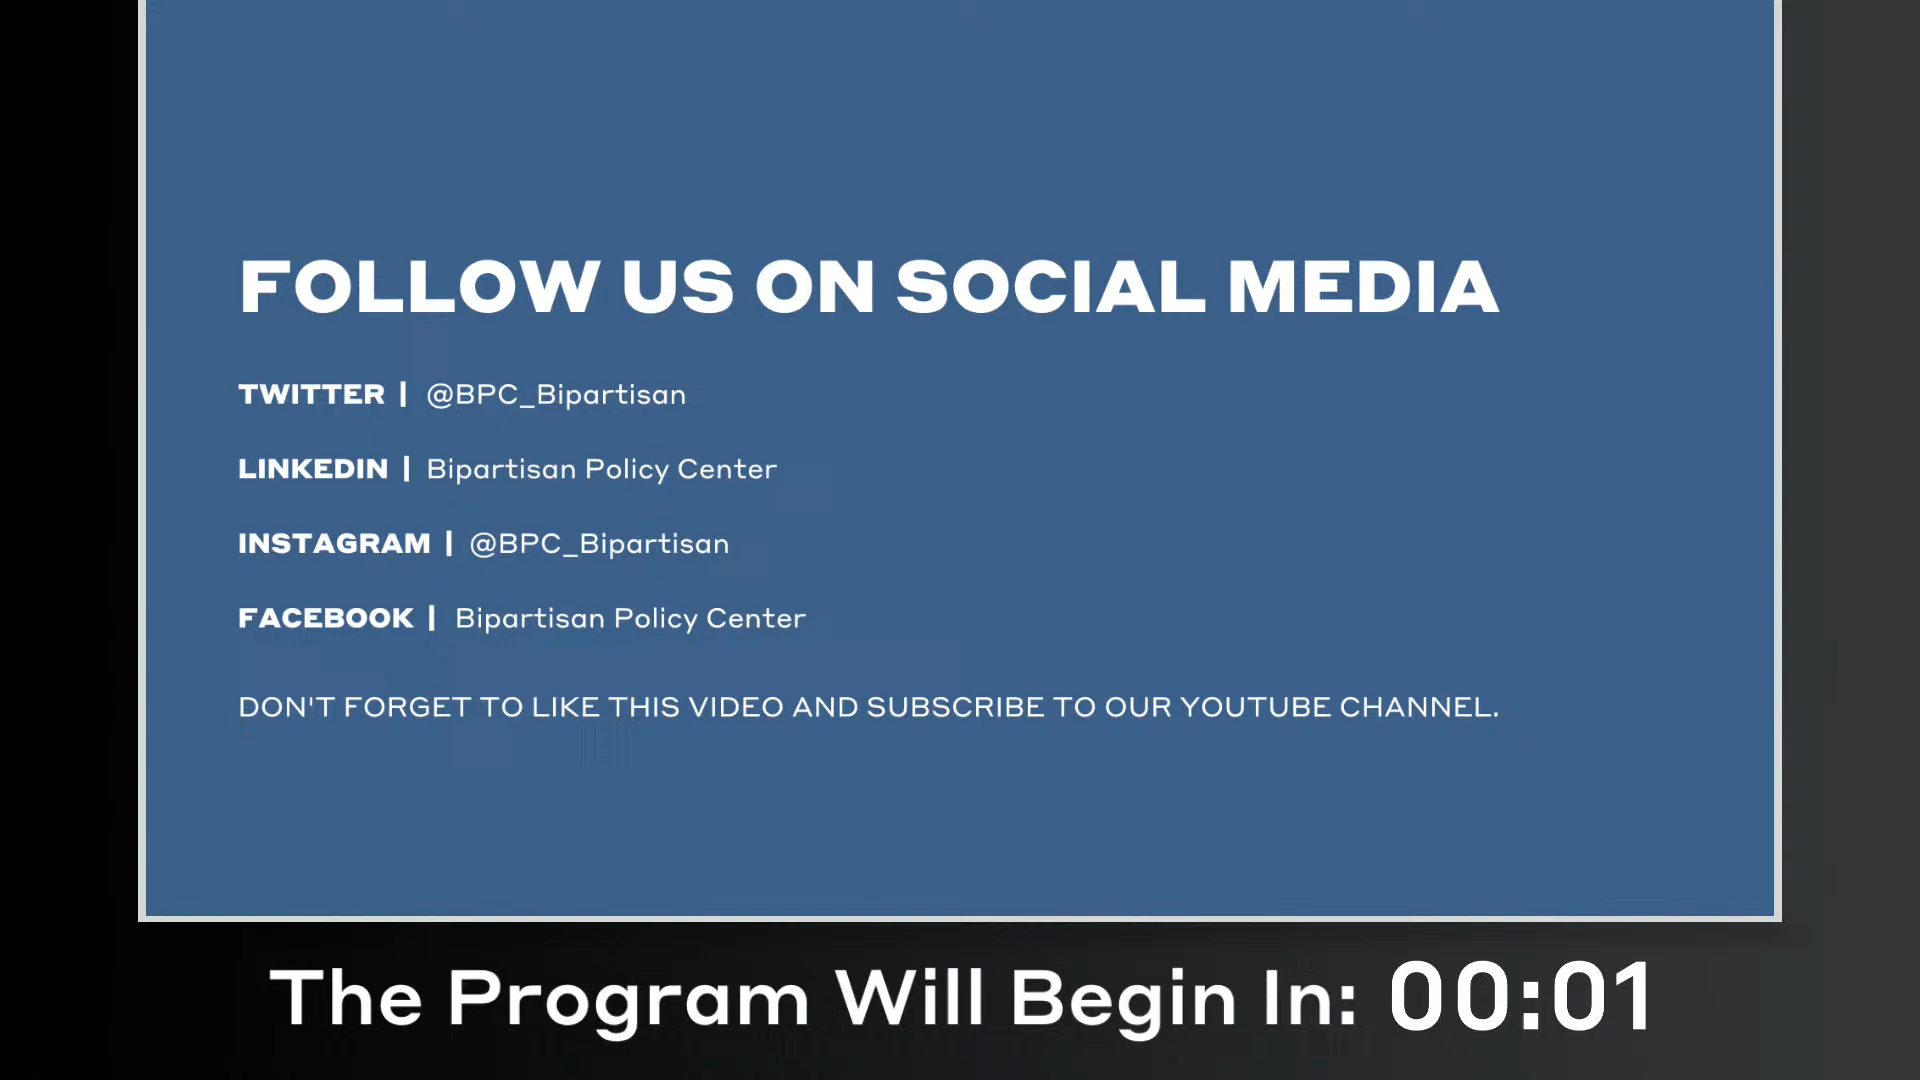 FOLLOW US ON SOCIAL MEDIA
TWITTER | @BPC_Bipartisan
LINKEDIN | Bipartisan Policy Center
INSTAGRAM | @BPC_Bipartisan
FACEBOOK | Bipartisan Policy Center
DON'T FORGET TO LIKE THIS VIDEO AND SUBSCRIBE TO OUR YOUTUBE CHANNEL.
The Program Will Begin In: 00:01